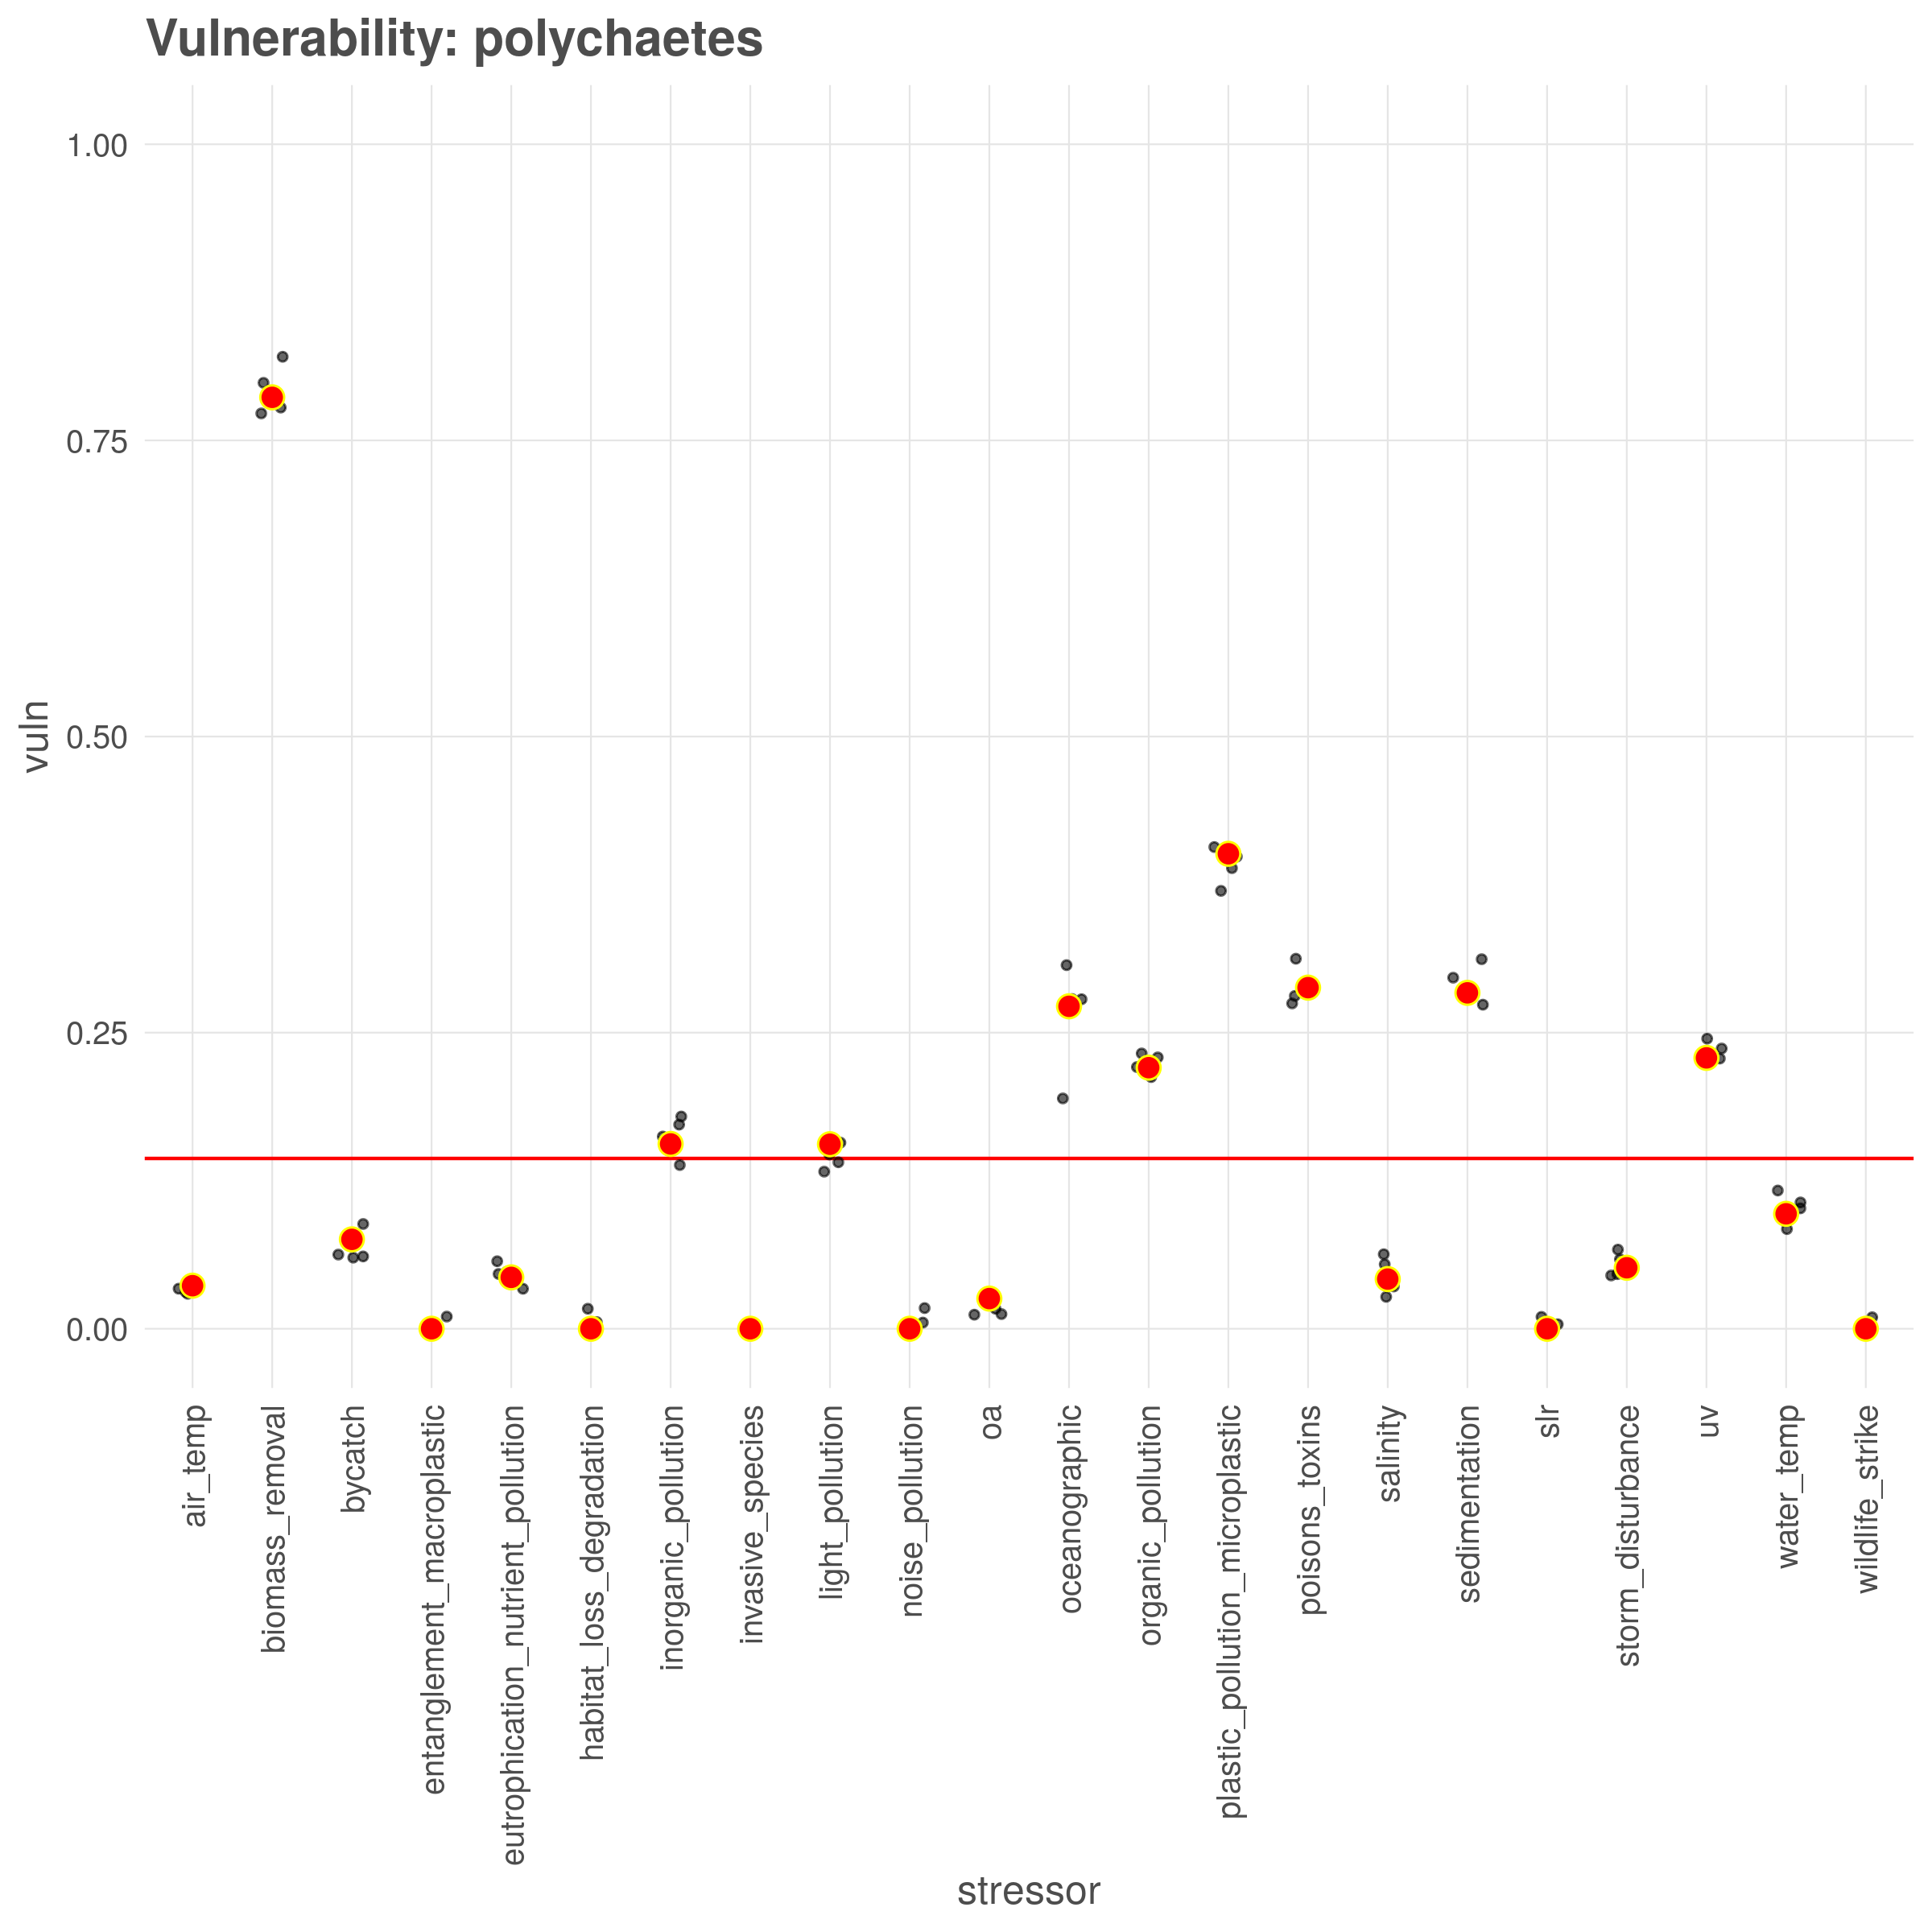 Vulnerability: polychaetes
1.00
0.75
0.50
0.25
0.00
vuln
air_temp
biomass_removal
bycatch
entanglement_macroplastic
eutrophication_nutrient_pollution
habitat_loss_degradation
inorganic_pollution
invasive_species
light_pollution
noise_pollution
oa
oceanographic
organic_pollution
plastic_pollution_microplastic
poisons_toxins
salinity
sedimentation
slr
storm_disturbance
uv
water_temp
wildlife_strike
stressor